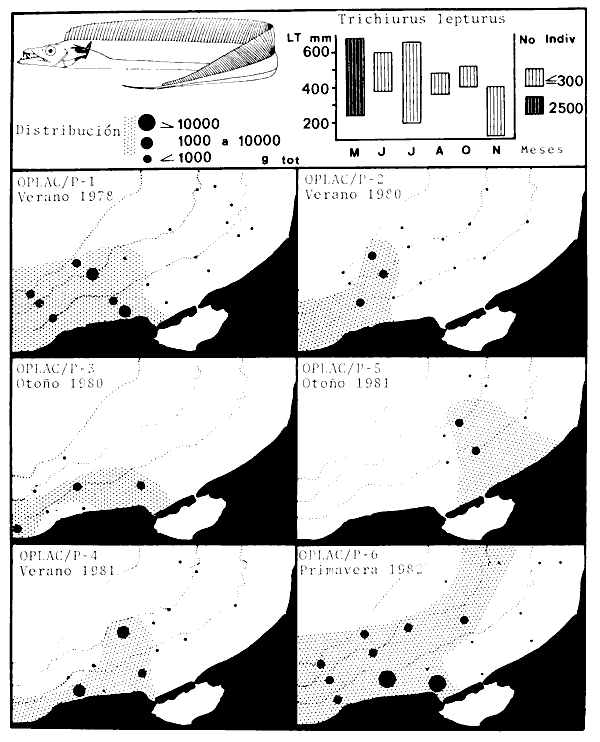 Trichiurus lepturus
LT mm
600
400
200
M J J A O N Meses
No Indiv
≤300
2500
Distribución
> 10000
1000 a 10000
≤ 1000 g tot
OPLAC/P-1
Verano 1978
OPLAC/P-2
Verano 1980
OPLAC/P-3
Otoño 1980
OPLAC/P-5
Otoño 1981
OPLAC/P-4
Verano 1981
OPLAC/P-6
Primavera 1982